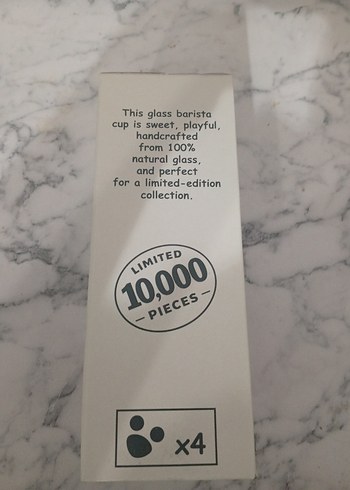 This glass barista
cup is sweet, playful,
handcrafted
from 100%
natural glass,
and perfect
for a limited-edition
collection.
LIMITED
10,000
PIECES
x4